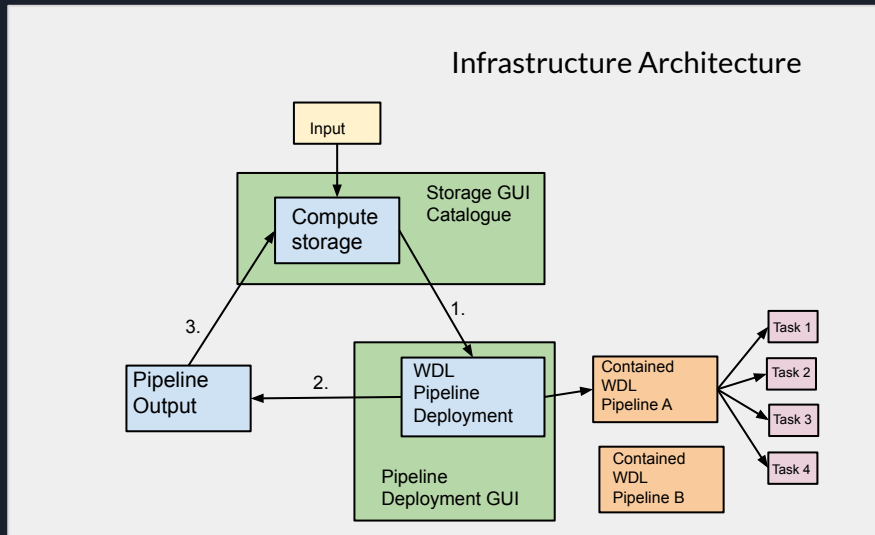 Infrastructure Architecture
Input
Storage GUI
Catalogue
Compute
storage
1.
3.
Task 1
Task 2
Task 3
Task 4
Pipeline
Output
2.
WDL
Pipeline
Deployment
Contained
WDL
Pipeline A
Pipeline
Deployment GUI
Contained
WDL
Pipeline B